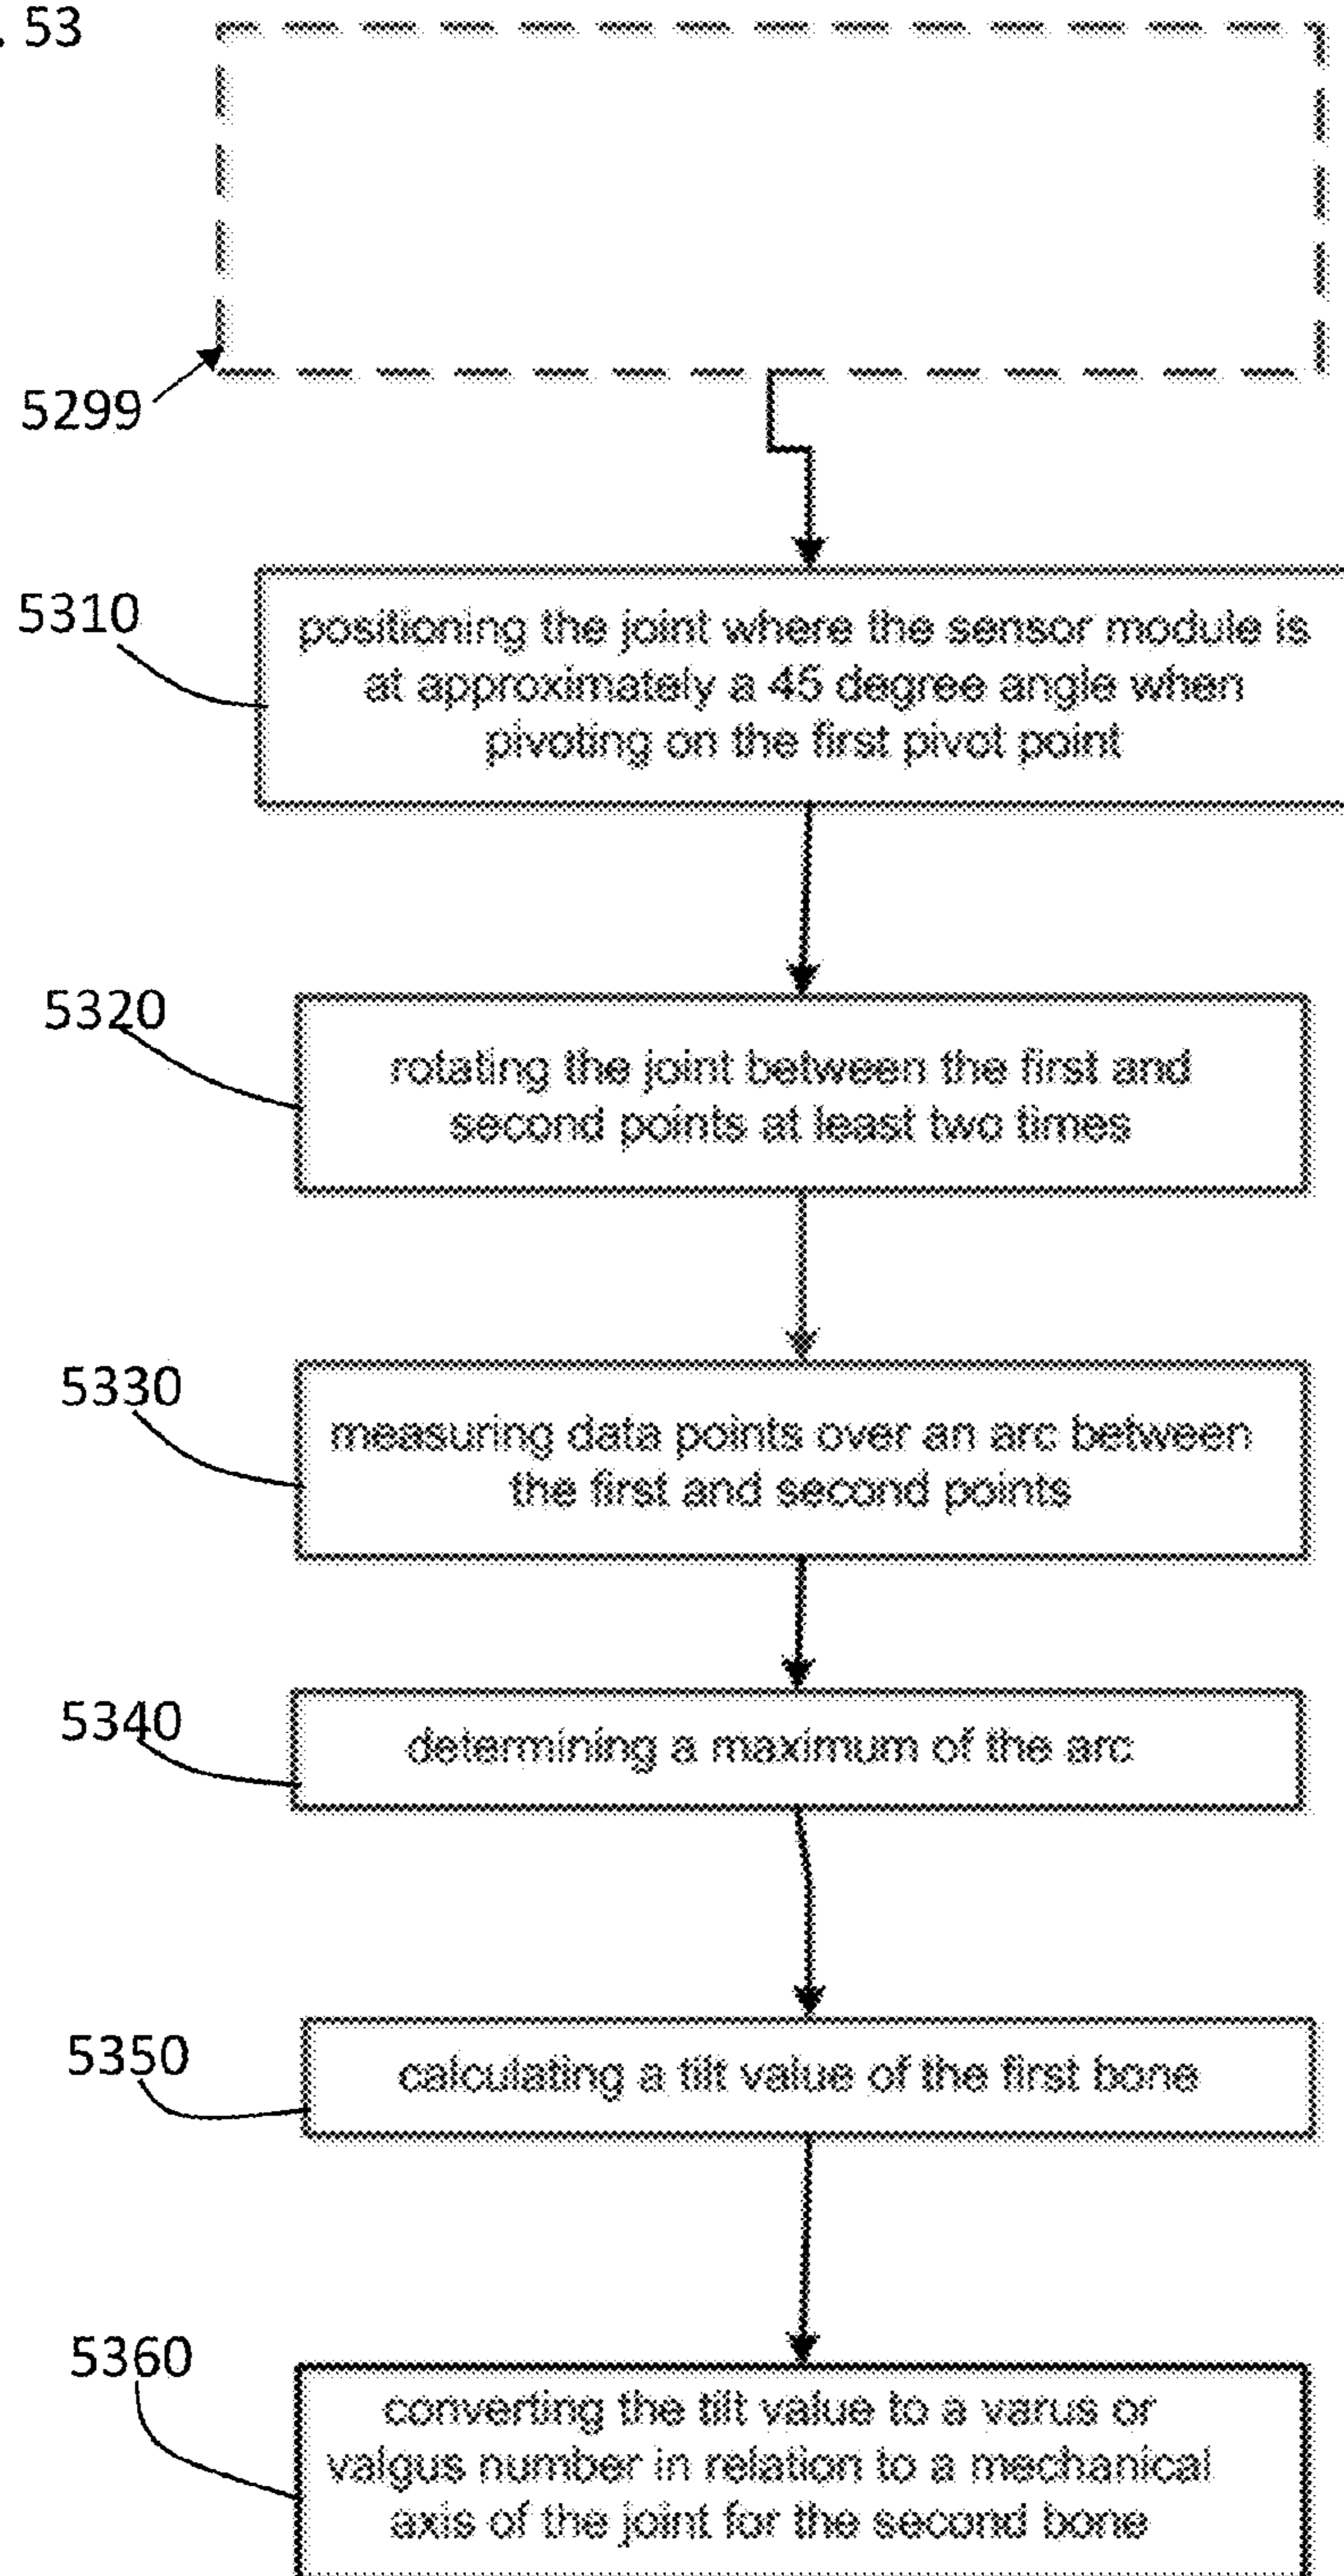 . 53
5299
5310
positioning the joint where the sensor module is
at approximately a 45 degree angle when
pivoting on the first pivot point
5320
rotating the joint between the first and
second points at least two times
5330
measuring data points over an arc between
the first and second points
5340
determining a maximum of the arc
5350
calculating a tilt value of the first bone
5360
converting the tilt value to a varus or
valgus number in relation to a mechanical
axis of the joint for the second bone